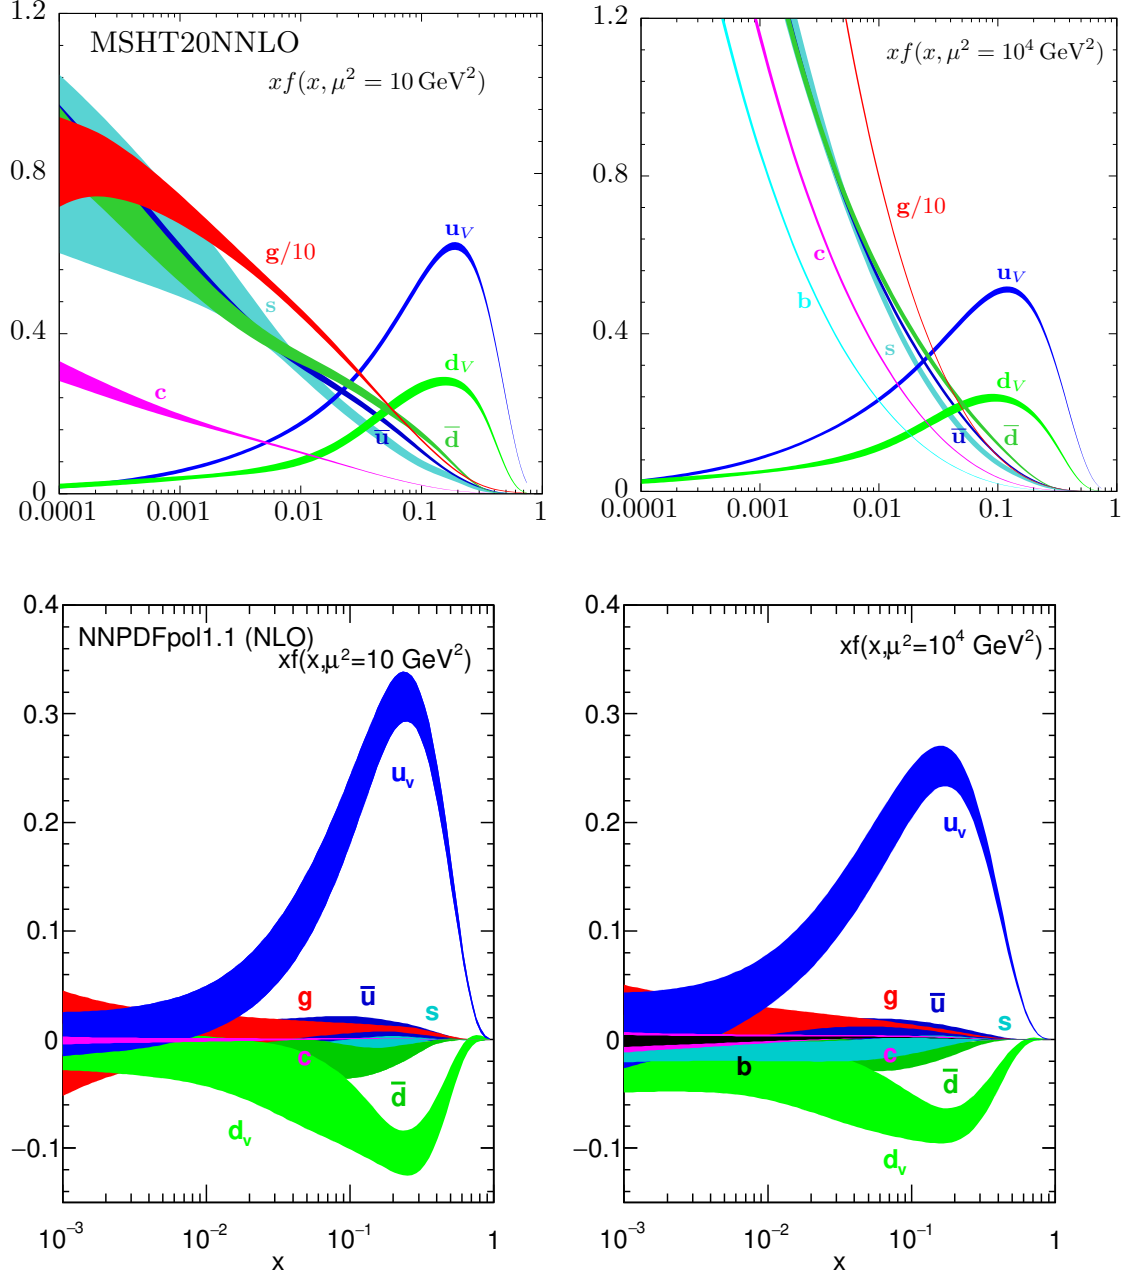 MSHT20NNLO
xf(x, μ² = 10 GeV²)
1.2
0.8
0.4
0
g/10
s
c
u_V
d_V
ū
d̄
0.0001 0.001 0.01 0.1 1
xf(x, μ² = 10⁴ GeV²)
1.2
0.8
0.4
0
g/10
c
b
s
u_V
d_V
ū
d̄
0.0001 0.001 0.01 0.1 1
NNPDFpol1.1 (NLO)
xf(x,μ²=10 GeV²)
0.4
0.3
0.2
0.1
0
−0.1
u_v
g
ū
s
c
d̄
d_v
10⁻³ 10⁻² 10⁻¹ 1
x
xf(x,μ²=10⁴ GeV²)
0.4
0.3
0.2
0.1
0
−0.1
u_v
g
ū
s
c
b
d̄
d_v
10⁻³ 10⁻² 10⁻¹ 1
x